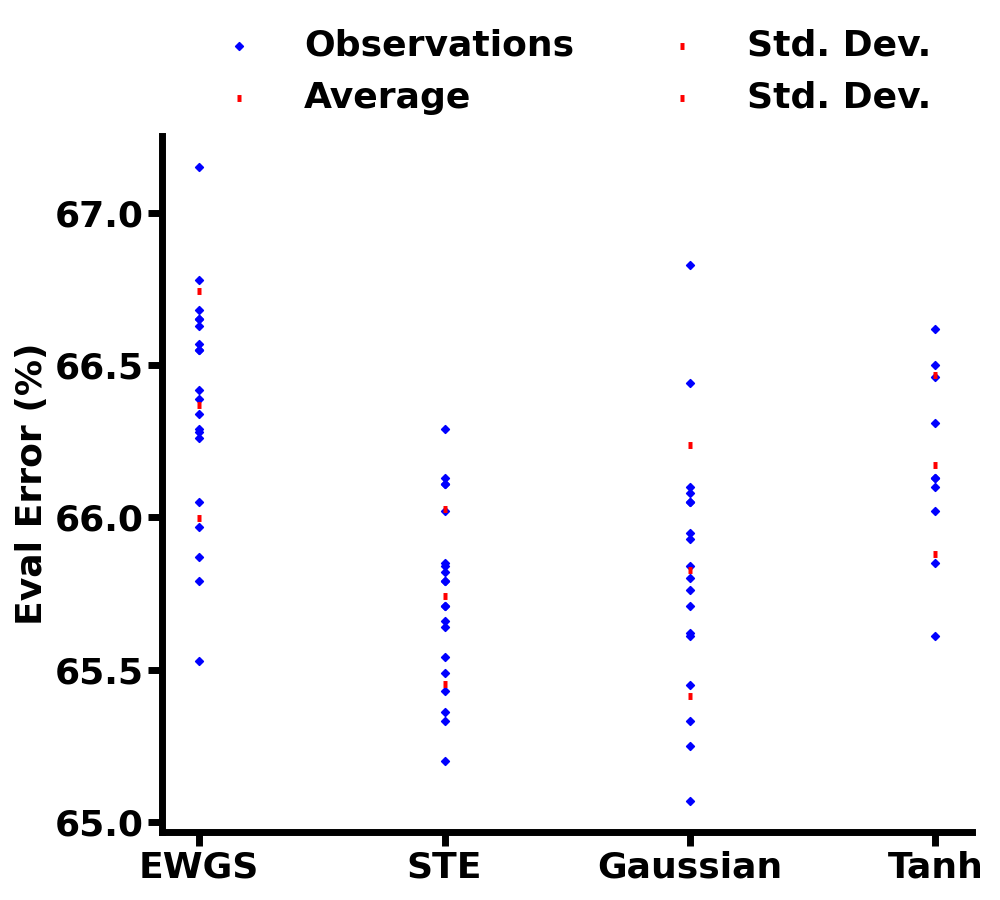 Observations Std. Dev.
Average Std. Dev.
Eval Error (%)
67.0
66.5
66.0
65.5
65.0
EWGS STE Gaussian Tanh